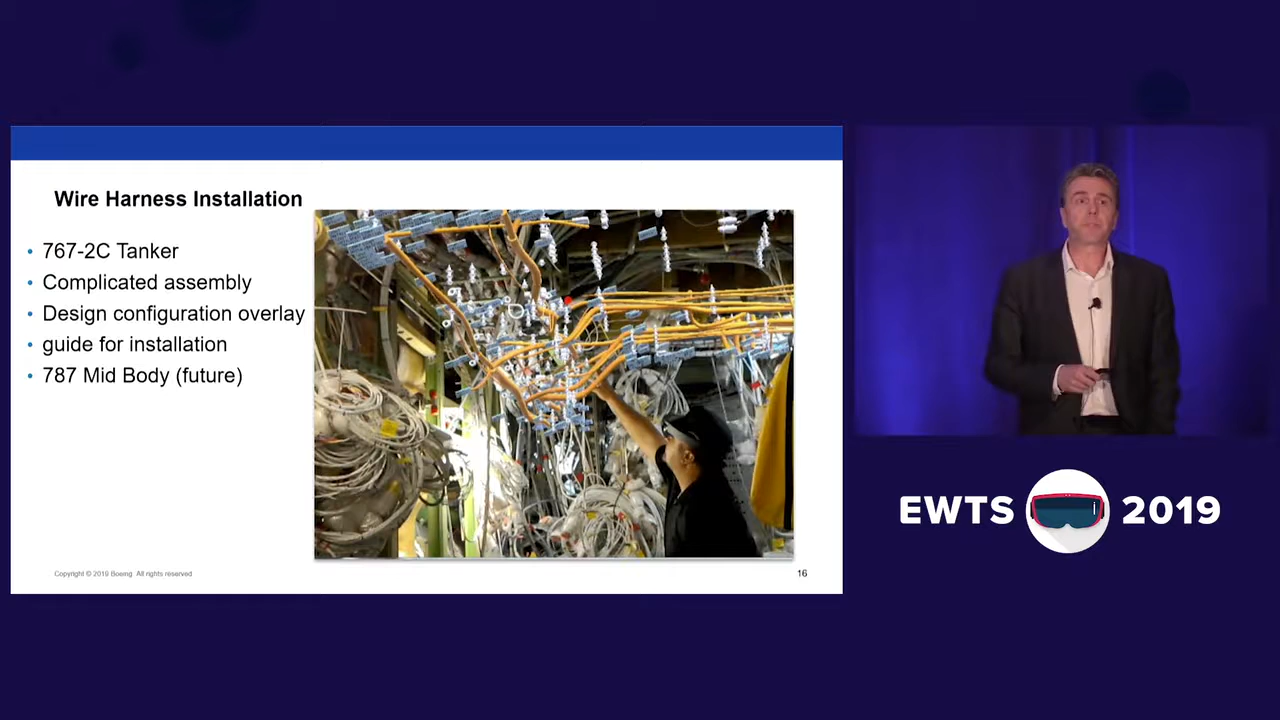 Wire Harness Installation
• 767-2C Tanker
• Complicated assembly
• Design configuration overlay
• guide for installation
• 787 Mid Body (future)
Copyright © 2019 Boeing. All rights reserved
16
EWTS 2019